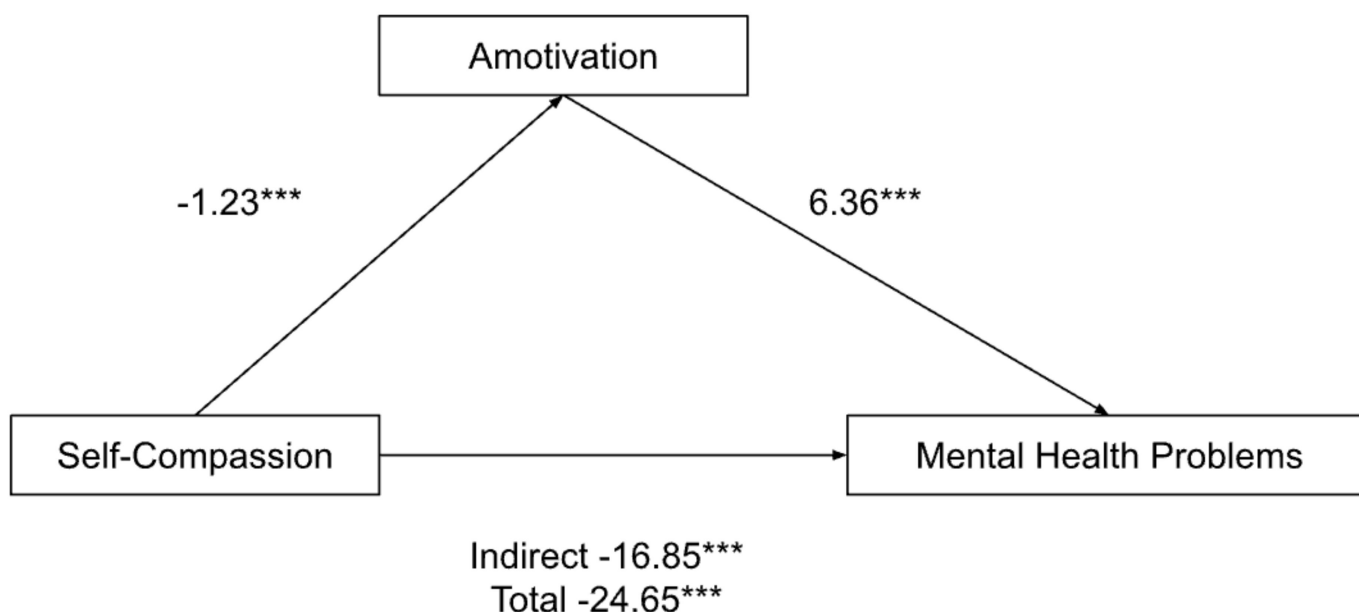 Amotivation
-1.23***
6.36***
Self-Compassion
Mental Health Problems
Indirect -16.85***
Total -24.65***